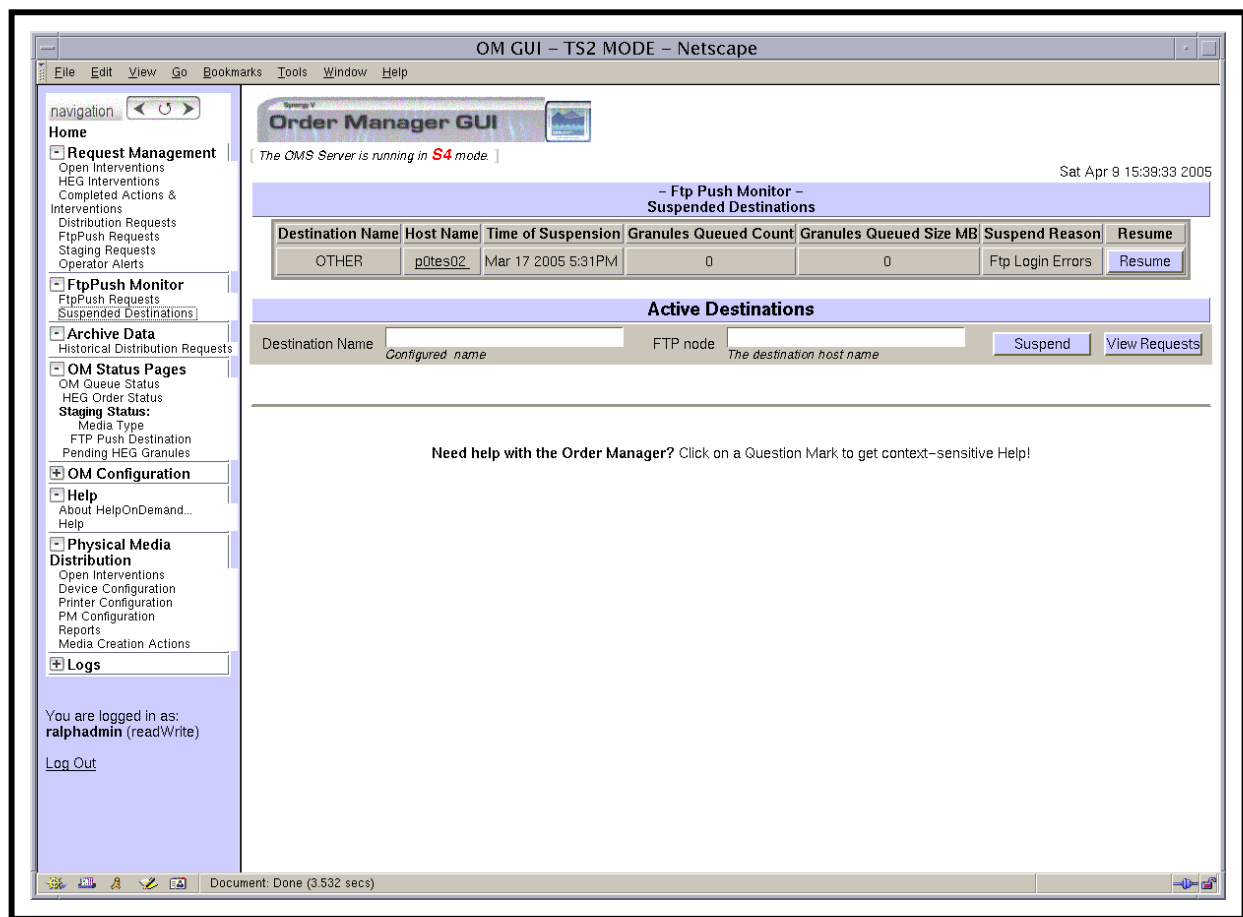 OM GUI – TS2 MODE – Netscape
File Edit View Go Bookmarks Tools Window Help
navigation
Home
Request Management
Open Interventions
HEG Interventions
Completed Actions &
Interventions
Distribution Requests
FtpPush Requests
Staging Requests
Operator Alerts
FtpPush Monitor
FtpPush Requests
Suspended Destinations
Archive Data
Historical Distribution Requests
OM Status Pages
OM Queue Status
HEG Order Status
Staging Status:
Media Type
FTP Push Destination
Pending HEG Granules
OM Configuration
Help
About HelpOnDemand...
Help
Physical Media
Distribution
Open Interventions
Device Configuration
Printer Configuration
PM Configuration
Reports
Media Creation Actions
Logs
You are logged in as:
ralphadmin (readWrite)
Log Out
Synergy V
Order Manager GUI
[ The OMS Server is running in S4 mode. ]
Sat Apr 9 15:39:33 2005
– Ftp Push Monitor –
Suspended Destinations
Destination Name Host Name Time of Suspension Granules Queued Count Granules Queued Size MB Suspend Reason Resume
OTHER p0tes02 Mar 17 2005 5:31PM 0 0 Ftp Login Errors Resume
Active Destinations
Destination Name FTP node Suspend View Requests
Configured name The destination host name
Need help with the Order Manager? Click on a Question Mark to get context–sensitive Help!
Document: Done (3.532 secs)